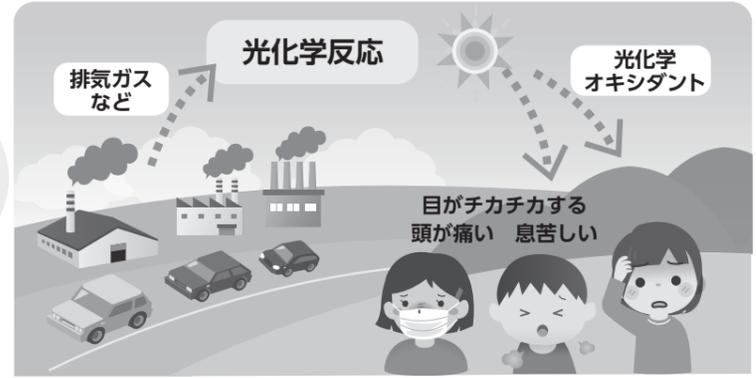 光化学反応
排気ガス
など
光化学
オキシダント
目がチカチカする
頭が痛い　息苦しい